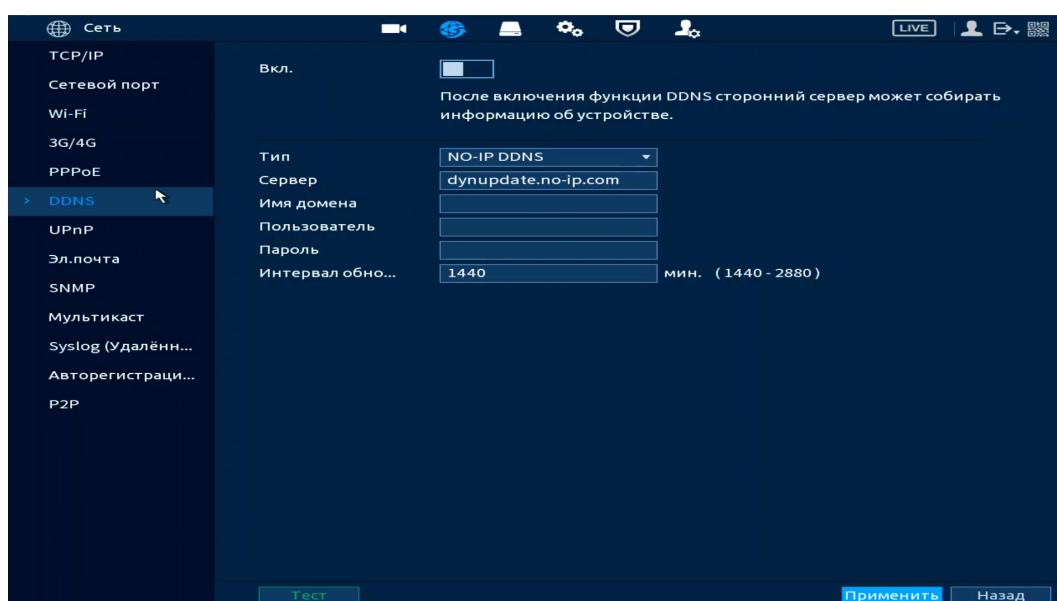 Сеть
LIVE
TCP/IP
Сетевой порт
Wi-Fi
3G/4G
PPPoE
> DDNS
UPnP
Эл.почта
SNMP
Мультикаст
Syslog (Удалённ...
Авторегистраци...
P2P
Вкл.
После включения функции DDNS сторонний сервер может собирать
информацию об устройстве.
Тип NO-IP DDNS
Сервер dynupdate.no-ip.com
Имя домена
Пользователь
Пароль
Интервал обно... 1440 мин. (1440 - 2880)
Тест Применить Назад